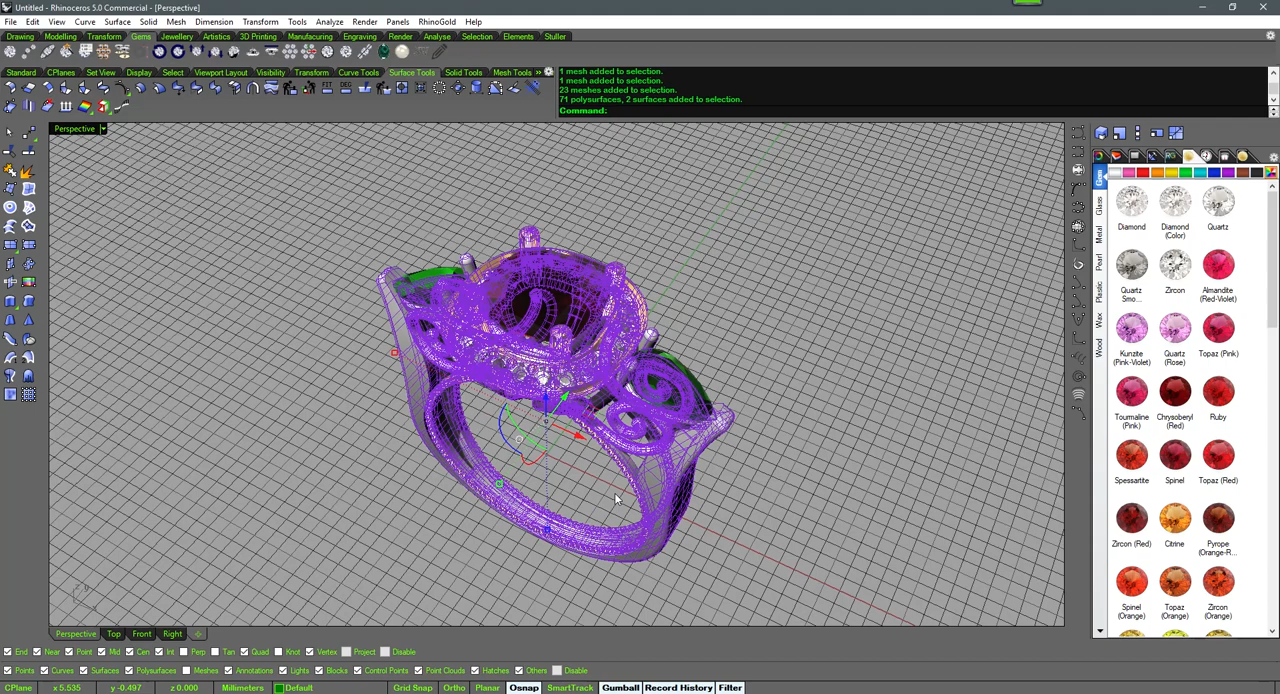 Untitled - Rhinoceros 5.0 Commercial - [Perspective]
File Edit View Curve Surface Solid Mesh Dimension Transform Tools Analyze Render Panels RhinoGold Help
Drawing Modelling Transform Gems Jewellery Artistics 3D Printing Manufacuring Engraving Render Analyse Selection Elements Stuller
Standard CPlanes Set View Display Select Viewport Layout Visibility Transform Curve Tools Surface Tools Solid Tools Mesh Tools »
1 mesh added to selection.
1 mesh added to selection.
23 meshes added to selection.
71 polysurfaces, 2 surfaces added to selection.
Command:
Perspective
Gem
Glass
Metal
Pearl
Plastic
Wax
Wood
Diamond Diamond (Color) Quartz
Quartz Smo... Zircon Almandite (Red-Violet)
Kunzite (Pink-Violet) Quartz (Rose) Topaz (Pink)
Tourmaline (Pink) Chrysoberyl (Red) Ruby
Spessartite Spinel Topaz (Red)
Zircon (Red) Citrine Pyrope (Orange-R...
Spinel (Orange) Topaz (Orange) Zircon (Orange)
Perspective Top Front Right
End Near Point Mid Cen Int Perp Tan Quad Knot Vertex Project Disable
Points Curves Surfaces Polysurfaces Meshes Annotations Lights Blocks Control Points Point Clouds Hatches Others Disable
CPlane x 5.535 y -0.497 z 0.000 Millimeters Default Grid Snap Ortho Planar Osnap SmartTrack Gumball Record History Filter